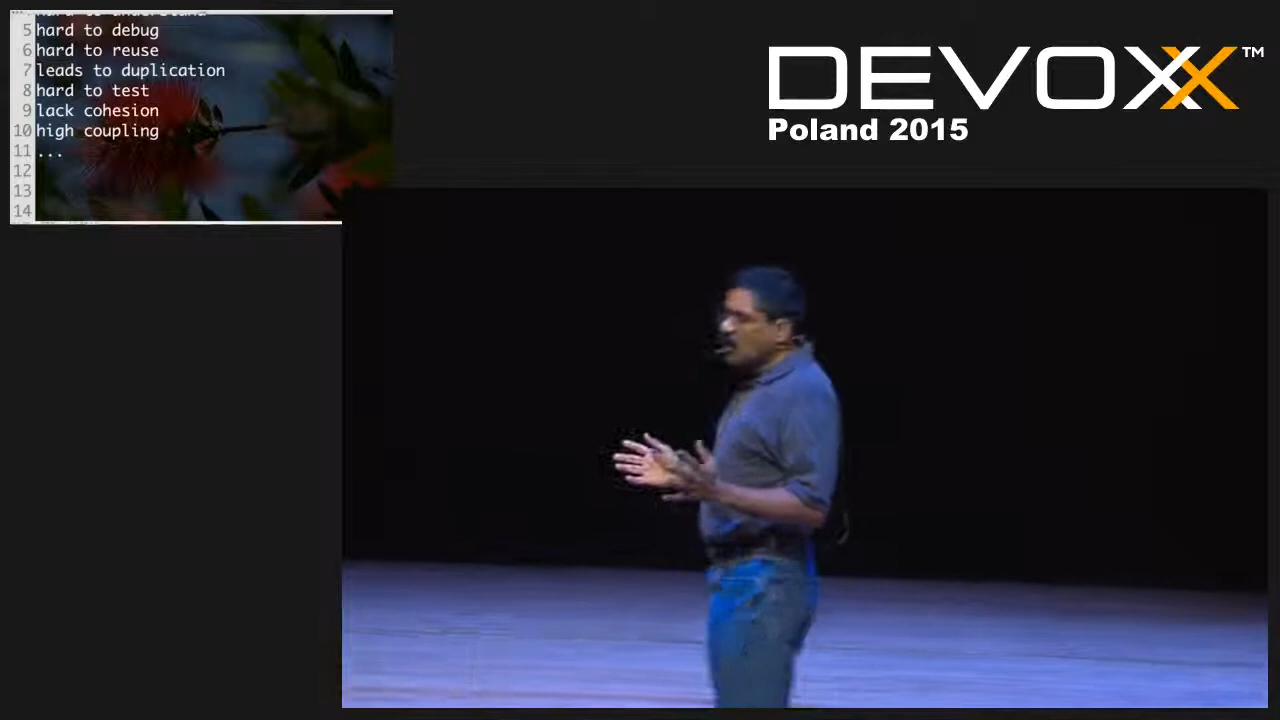 5 hard to debug
6 hard to reuse
7 leads to duplication
8 hard to test
9 lack cohesion
10 high coupling
11 ...
12
13
14
DEVOXX™
Poland 2015